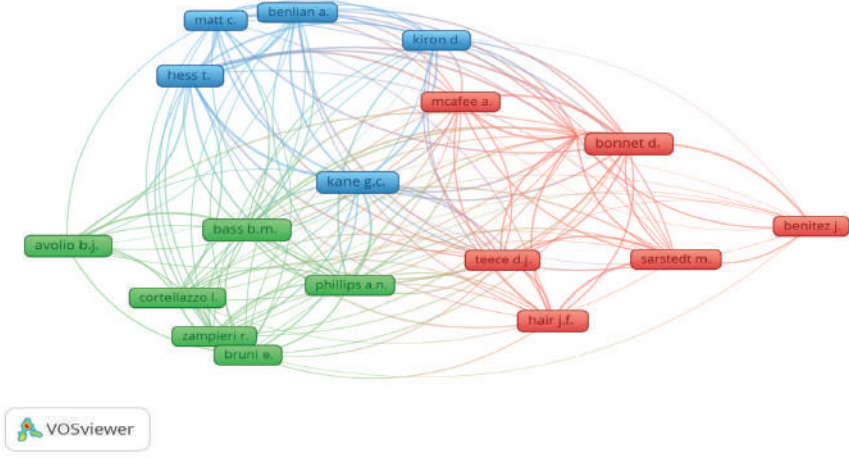 benlian a.
matt c.
kiron d.
hess t.
mcafee a.
bonnet d.
kane g.c.
benitez j.
bass b.m.
avolio b.j.
teece d.j.
sarstedt m.
phillips a.n.
cortellazzo l.
hair j.f.
zampieri r.
bruni e.
VOSviewer